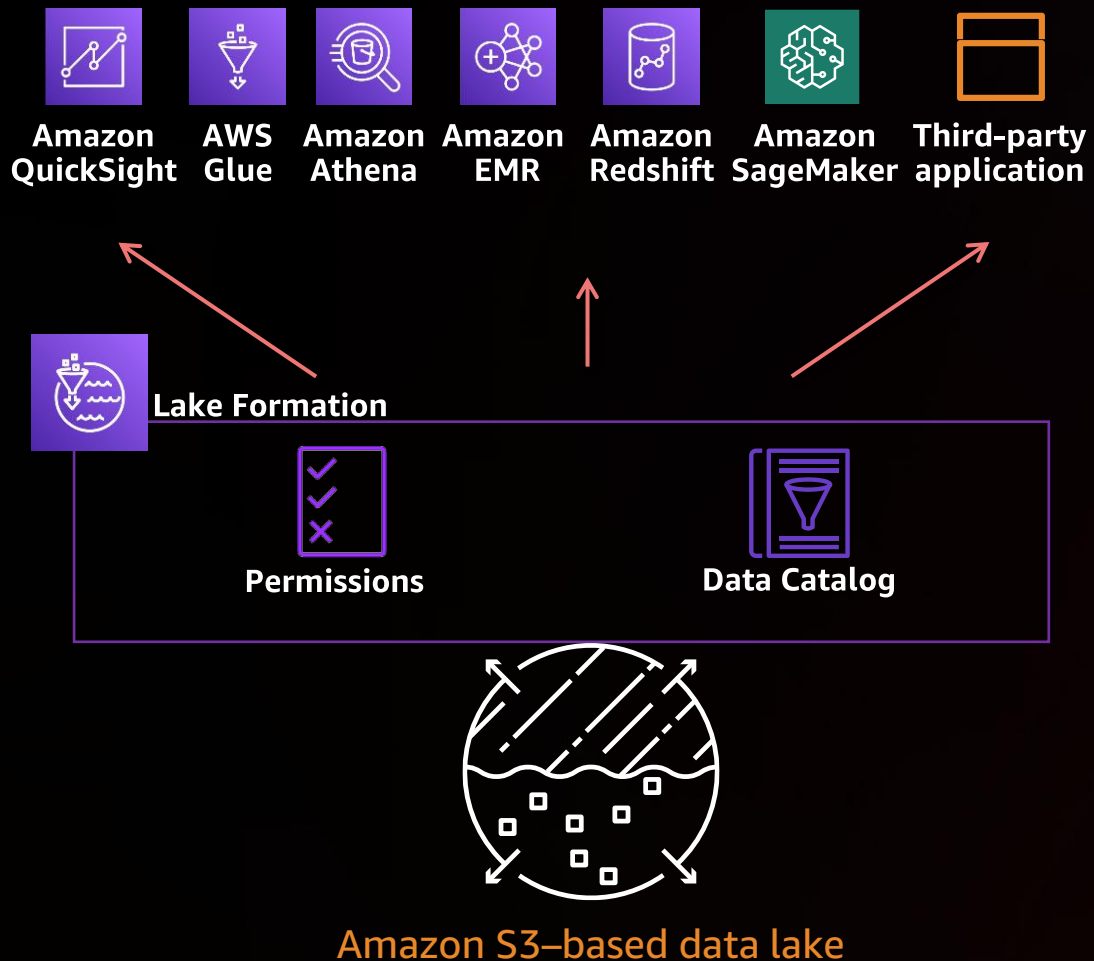 Amazon
QuickSight
AWS
Glue
Amazon
Athena
Amazon
EMR
Amazon
Redshift
Amazon
SageMaker
Third-party
application
Lake Formation
Permissions
Data Catalog
Amazon S3–based data lake